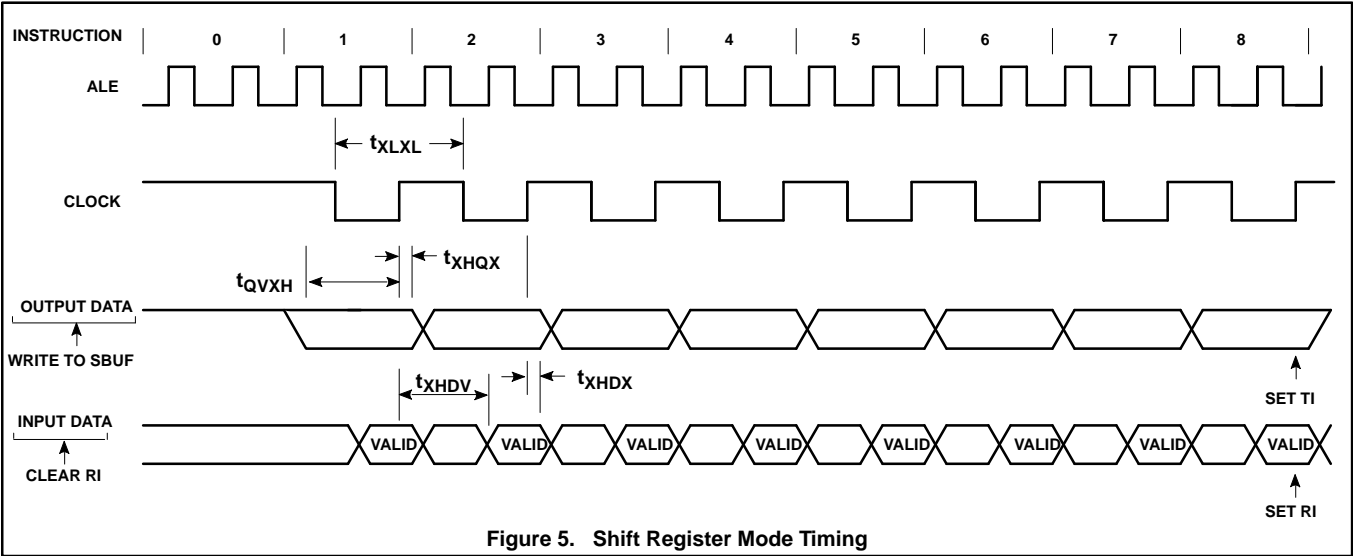 INSTRUCTION 0 1 2 3 4 5 6 7 8
ALE
tXLXL
CLOCK
tXHQX
tQVXH
OUTPUT DATA
WRITE TO SBUF
tXHDV
tXHDX
SET TI
INPUT DATA
VALID VALID VALID VALID VALID VALID VALID VALID
CLEAR RI
SET RI
Figure 5. Shift Register Mode Timing